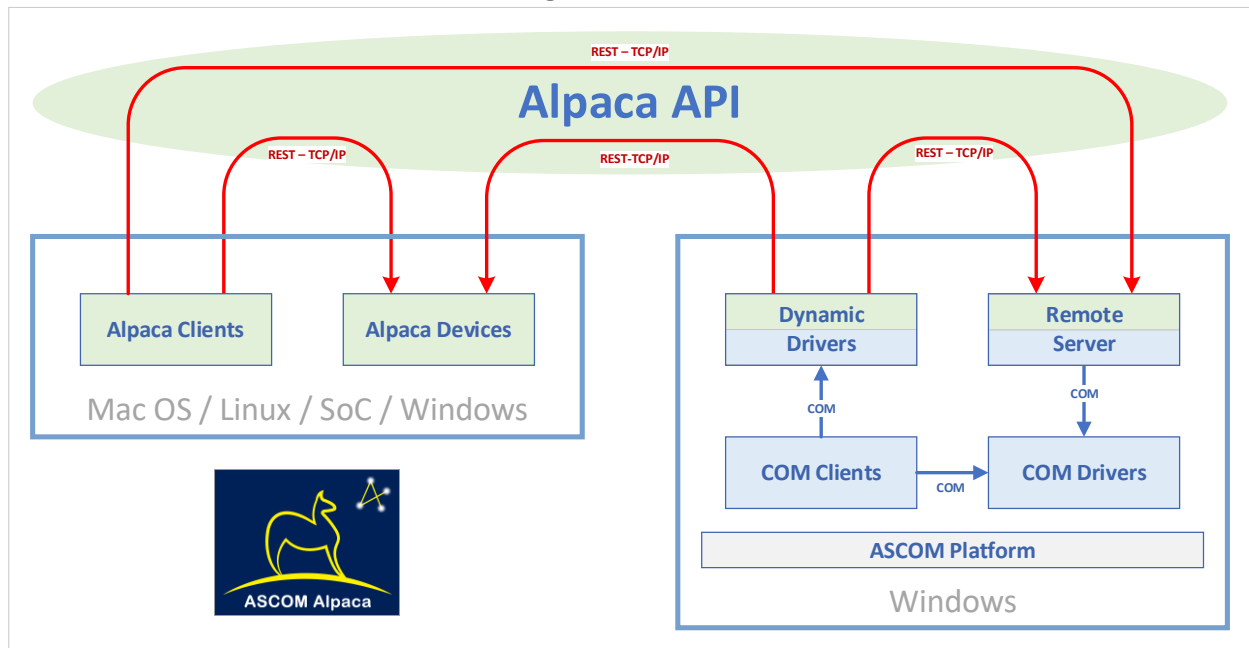 REST – TCP/IP
Alpaca API
REST – TCP/IP
REST-TCP/IP
REST – TCP/IP
Alpaca Clients
Alpaca Devices
Mac OS / Linux / SoC / Windows
ASCOM Alpaca
Dynamic
Drivers
Remote
Server
COM
COM
COM Clients
COM
COM Drivers
ASCOM Platform
Windows